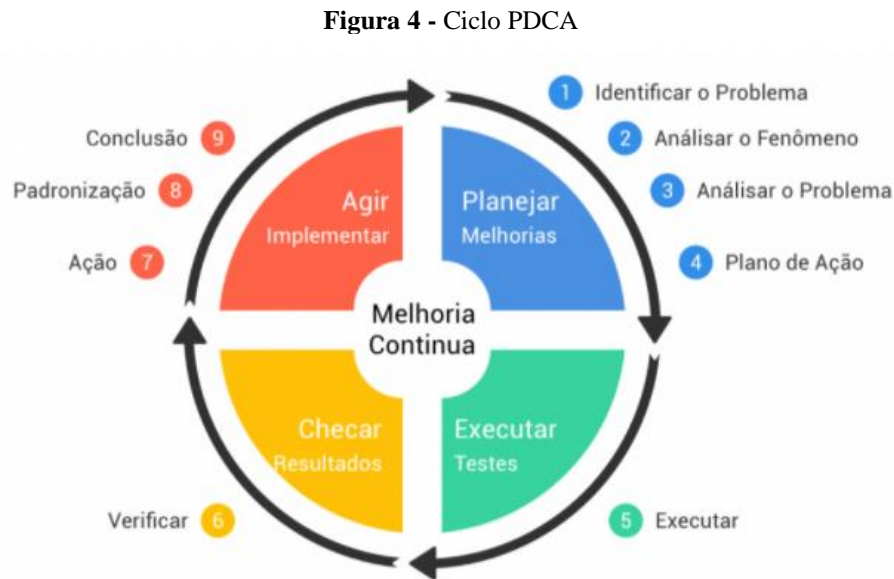 Figura 4 - Ciclo PDCA
1 Identificar o Problema
2 Análisar o Fenômeno
3 Análisar o Problema
4 Plano de Ação
Conclusão 9
Padronização 8
Ação 7
Agir
Implementar
Planejar
Melhorias
Melhoria
Continua
Checar
Resultados
Executar
Testes
Verificar 6
5 Executar